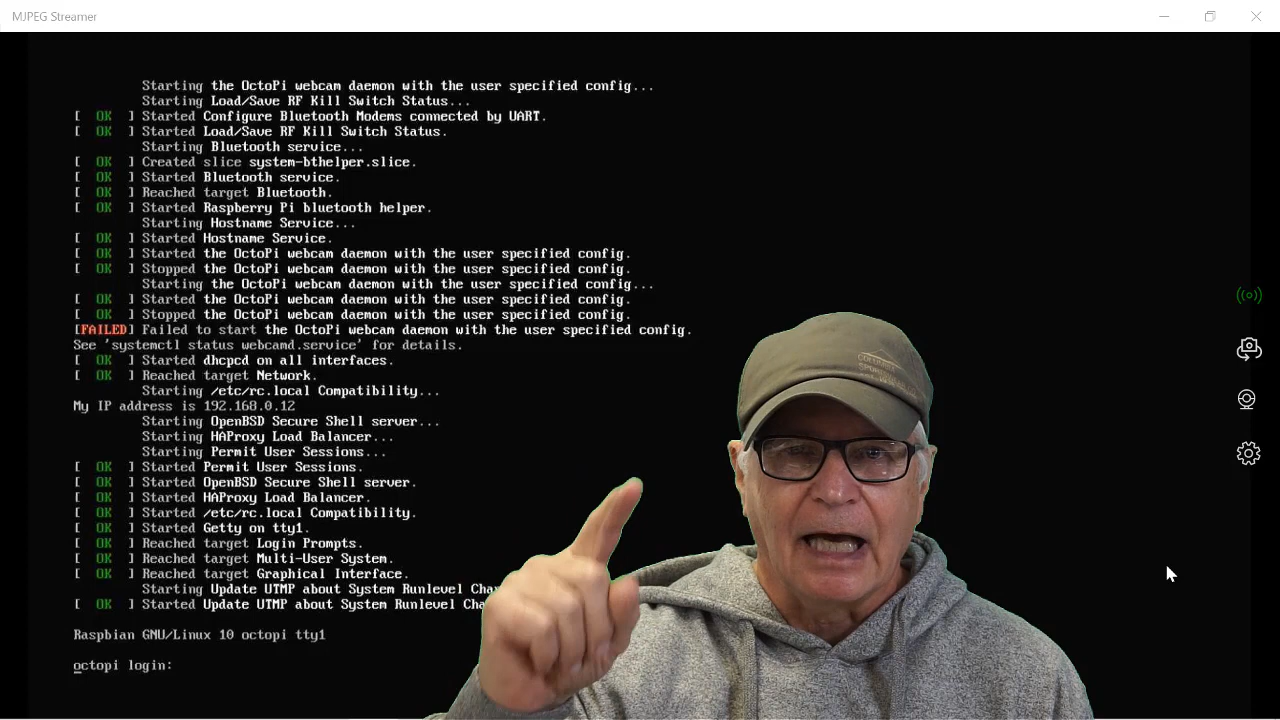 MJPEG Streamer
Starting the OctoPi webcam daemon with the user specified config...
Starting Load/Save RF Kill Switch Status...
[ OK ] Started Configure Bluetooth Modems connected by UART.
[ OK ] Started Load/Save RF Kill Switch Status.
Starting Bluetooth service...
[ OK ] Created slice system-bthelper.slice.
[ OK ] Started Bluetooth service.
[ OK ] Reached target Bluetooth.
[ OK ] Started Raspberry Pi bluetooth helper.
Starting Hostname Service...
[ OK ] Started Hostname Service.
[ OK ] Started the OctoPi webcam daemon with the user specified config.
[ OK ] Stopped the OctoPi webcam daemon with the user specified config.
Starting the OctoPi webcam daemon with the user specified config...
[ OK ] Started the OctoPi webcam daemon with the user specified config.
[ OK ] Stopped the OctoPi webcam daemon with the user specified config.
[FAILED] Failed to start the OctoPi webcam daemon with the user specified config.
See 'systemctl status webcamd.service' for details.
[ OK ] Started dhcpcd on all interfaces.
[ OK ] Reached target Network.
Starting /etc/rc.local Compatibility...
My IP address is 192.168.0.12
Starting OpenBSD Secure Shell server...
Starting HAProxy Load Balancer...
Starting Permit User Sessions...
[ OK ] Started Permit User Sessions.
[ OK ] Started OpenBSD Secure Shell server.
[ OK ] Started HAProxy Load Balancer.
[ OK ] Started /etc/rc.local Compatibility.
[ OK ] Started Getty on tty1.
[ OK ] Reached target Login Prompts.
[ OK ] Reached target Multi-User System.
[ OK ] Reached target Graphical Interface.
Starting Update UTMP about System Runlevel Cha
[ OK ] Started Update UTMP about System Runlevel Cha
Raspbian GNU/Linux 10 octopi tty1
octopi login:
COLUMBIA